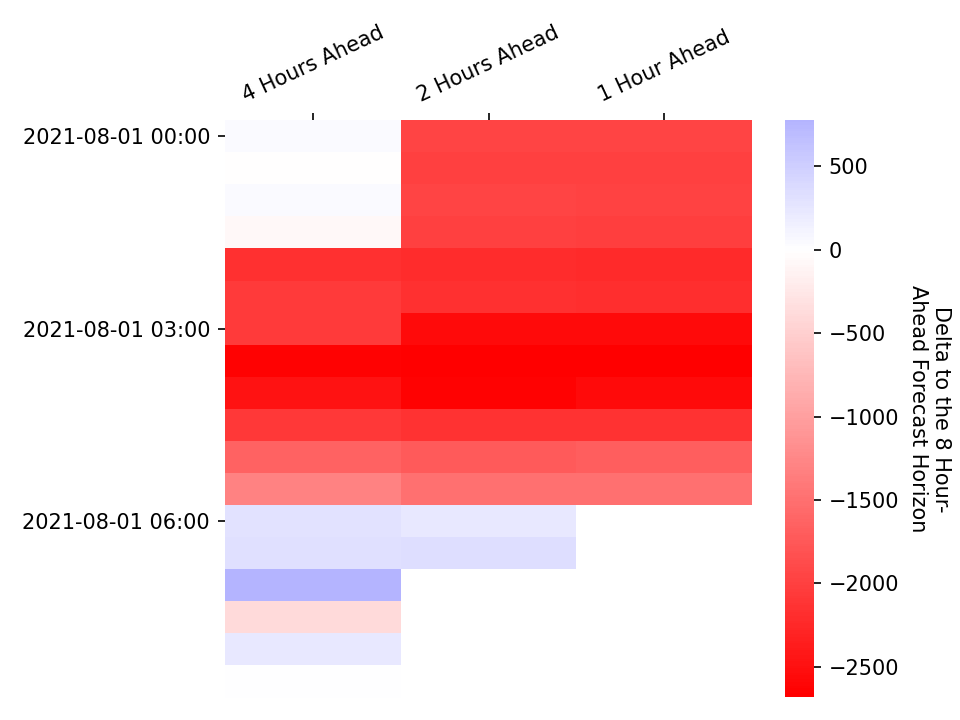 4 Hours Ahead
2 Hours Ahead
1 Hour Ahead
2021-08-01 00:00
2021-08-01 03:00
2021-08-01 06:00
500
0
−500
−1000
−1500
−2000
−2500
Delta to the 8 Hour-
Ahead Forecast Horizon